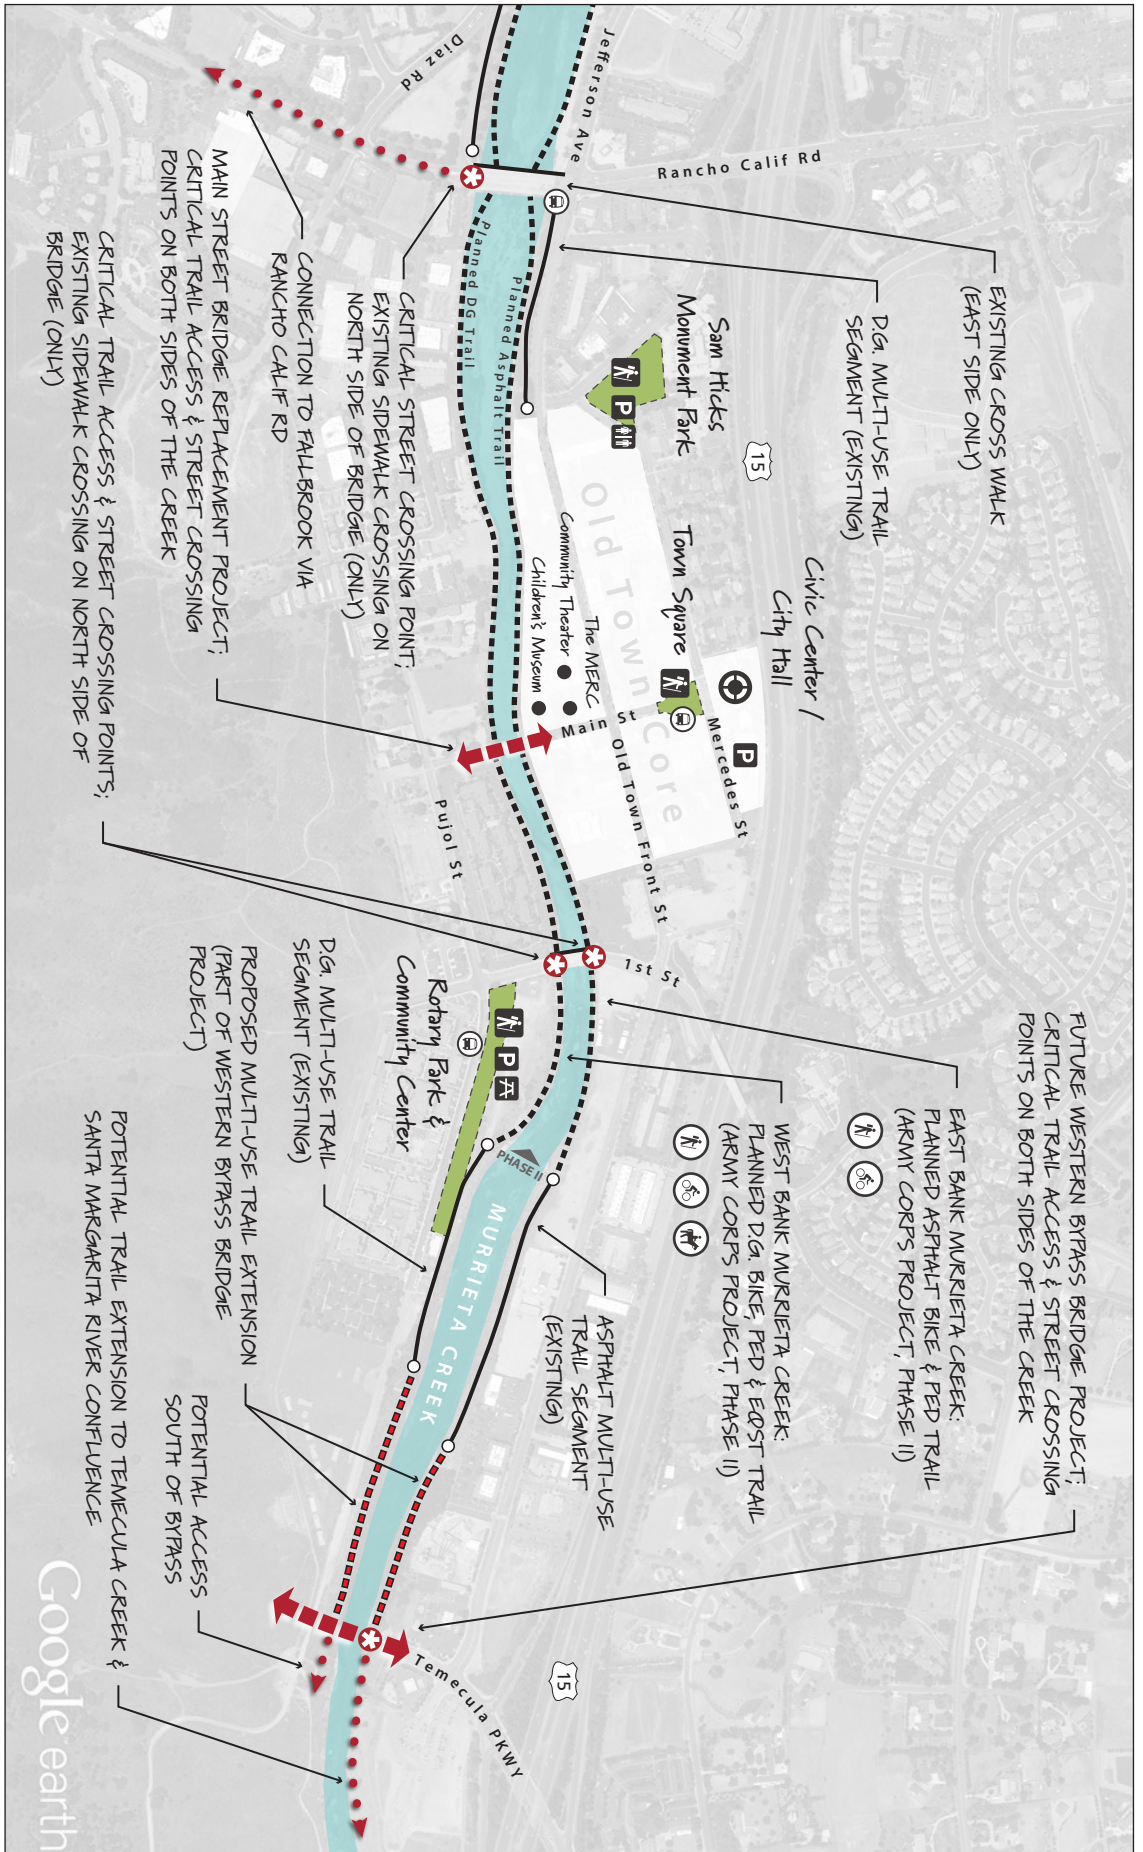 Diaz Rd
Jefferson Ave
Rancho Calif Rd
EXISTING CROSS WALK
(EAST SIDE ONLY)
D.G. MULTI-USE TRAIL
SEGMENT (EXISTING)
Sam Hicks
Monument Park
P
15
Civic Center /
City Hall
Town Square
P
Mercedes St
Old Town Core
Old Town Front St
The MERC
Community Theater
Children's Museum
Main St
Planned Asphalt Trail
Planned DG Trail
CRITICAL STREET CROSSING POINT;
EXISTING SIDEWALK CROSSING ON
NORTH SIDE OF BRIDGE (ONLY)
CONNECTION TO FALLBROOK VIA
RANCHO CALIF RD
MAIN STREET BRIDGE REPLACEMENT PROJECT;
CRITICAL TRAIL ACCESS & STREET CROSSING
POINTS ON BOTH SIDES OF THE CREEK
CRITICAL TRAIL ACCESS & STREET CROSSING POINTS;
EXISTING SIDEWALK CROSSING ON NORTH SIDE OF
BRIDGE (ONLY)
Pujol St
1st St
FUTURE WESTERN BYPASS BRIDGE PROJECT;
CRITICAL TRAIL ACCESS & STREET CROSSING
POINTS ON BOTH SIDES OF THE CREEK
EAST BANK MURRIETA CREEK:
PLANNED ASPHALT BIKE & PED TRAIL
(ARMY CORPS PROJECT, PHASE II)
WEST BANK MURRIETA CREEK:
PLANNED D.G. BIKE, PED & EQST TRAIL
(ARMY CORPS PROJECT, PHASE II)
ASPHALT MULTI-USE
TRAIL SEGMENT
(EXISTING)
PHASE II
MURRIETA CREEK
P
Rotary Park &
Community Center
D.G. MULTI-USE TRAIL
SEGMENT (EXISTING)
PROPOSED MULTI-USE TRAIL EXTENSION
(PART OF WESTERN BYPASS BRIDGE
PROJECT)
POTENTIAL ACCESS
SOUTH OF BYPASS
POTENTIAL TRAIL EXTENSION TO TEMECULA CREEK &
SANTA MARGARITA RIVER CONFLUENCE
Temecula PKWY
15
Google earth